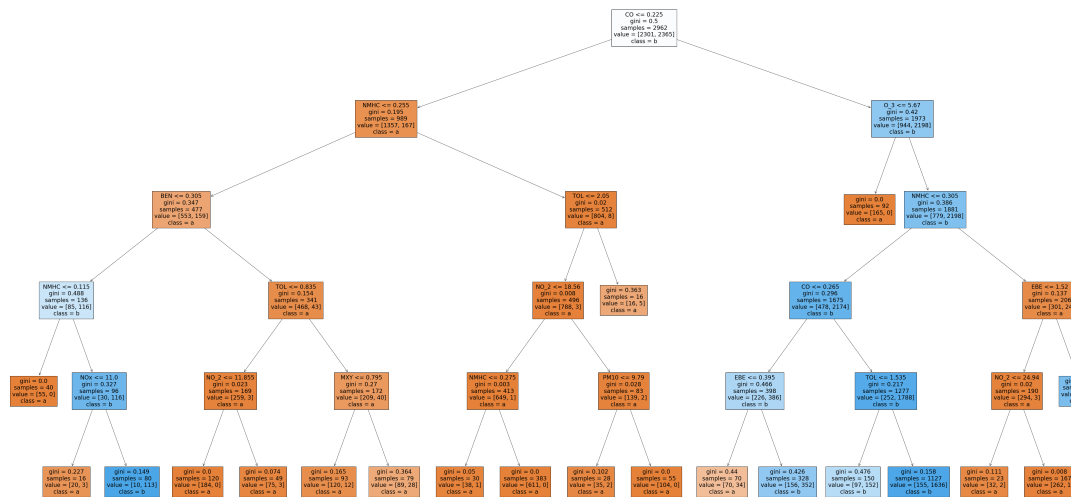 CO <= 0.225
gini = 0.5
samples = 2962
value = [2301, 2365]
class = b
NMHC <= 0.255
gini = 0.195
samples = 989
value = [1357, 167]
class = a
O_3 <= 5.67
gini = 0.42
samples = 1973
value = [944, 2198]
class = b
BEN <= 0.305
gini = 0.347
samples = 477
value = [553, 159]
class = a
TOL <= 2.05
gini = 0.02
samples = 512
value = [804, 8]
class = a
gini = 0.0
samples = 92
value = [165, 0]
class = a
NMHC <= 0.305
gini = 0.386
samples = 1881
value = [779, 2198]
class = b
NMHC <= 0.115
gini = 0.488
samples = 136
value = [85, 116]
class = b
TOL <= 0.835
gini = 0.154
samples = 341
value = [468, 43]
class = a
NO_2 <= 18.56
gini = 0.008
samples = 496
value = [788, 3]
class = a
gini = 0.363
samples = 16
value = [16, 5]
class = a
CO <= 0.265
gini = 0.296
samples = 1675
value = [478, 2174]
class = b
EBE <= 1.52
gini = 0.137
samples = 206
value = [301, 24
class = a
gini = 0.0
samples = 40
value = [55, 0]
class = a
NOx <= 11.0
gini = 0.327
samples = 96
value = [30, 116]
class = b
NO_2 <= 11.855
gini = 0.023
samples = 169
value = [259, 3]
class = a
MXY <= 0.795
gini = 0.27
samples = 172
value = [209, 40]
class = a
NMHC <= 0.275
gini = 0.003
samples = 413
value = [649, 1]
class = a
PM10 <= 9.79
gini = 0.028
samples = 83
value = [139, 2]
class = a
EBE <= 0.395
gini = 0.466
samples = 398
value = [226, 386]
class = b
TOL <= 1.535
gini = 0.217
samples = 1277
value = [252, 1788]
class = b
NO_2 <= 24.94
gini = 0.02
samples = 190
value = [294, 3]
class = a
gini = 0.227
samples = 16
value = [20, 3]
class = a
gini = 0.149
samples = 80
value = [10, 113]
class = b
gini = 0.0
samples = 120
value = [184, 0]
class = a
gini = 0.074
samples = 49
value = [75, 3]
class = a
gini = 0.165
samples = 93
value = [120, 12]
class = a
gini = 0.364
samples = 79
value = [89, 28]
class = a
gini = 0.05
samples = 30
value = [38, 1]
class = a
gini = 0.0
samples = 383
value = [611, 0]
class = a
gini = 0.102
samples = 28
value = [35, 2]
class = a
gini = 0.0
samples = 55
value = [104, 0]
class = a
gini = 0.44
samples = 70
value = [70, 34]
class = a
gini = 0.426
samples = 328
value = [156, 352]
class = b
gini = 0.476
samples = 150
value = [97, 152]
class = b
gini = 0.158
samples = 1127
value = [155, 1636]
class = b
gini = 0.111
samples = 23
value = [32, 2]
class = a
gini = 0.008
samples = 167
value = [262, 1
class = a